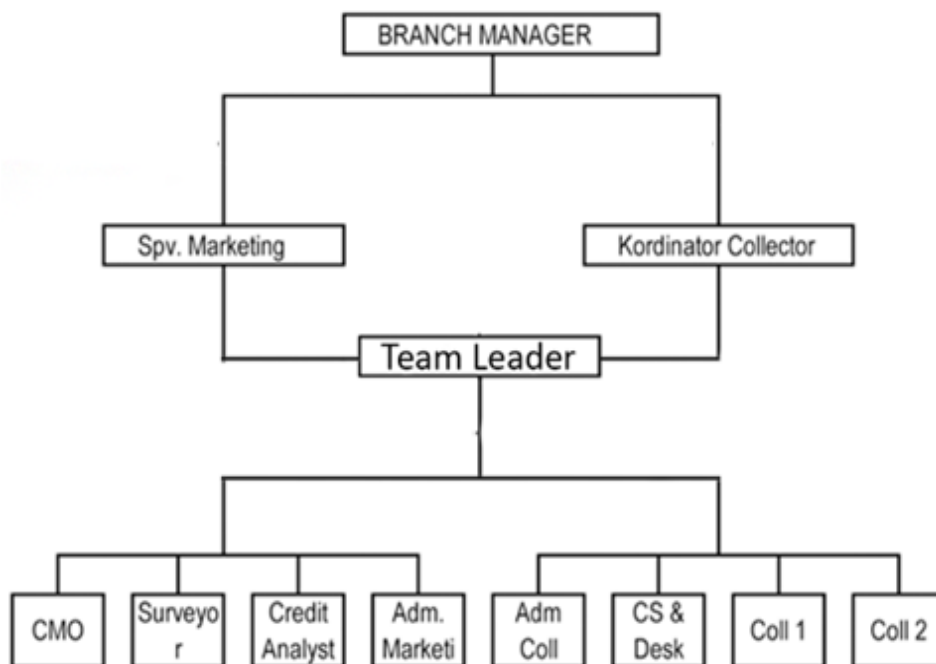 BRANCH MANAGER
Spv. Marketing
Kordinator Collector
Team Leader
CMO
Surveyo
r
Credit
Analyst
Adm.
Marketi
Adm
Coll
CS &
Desk
Coll 1
Coll 2